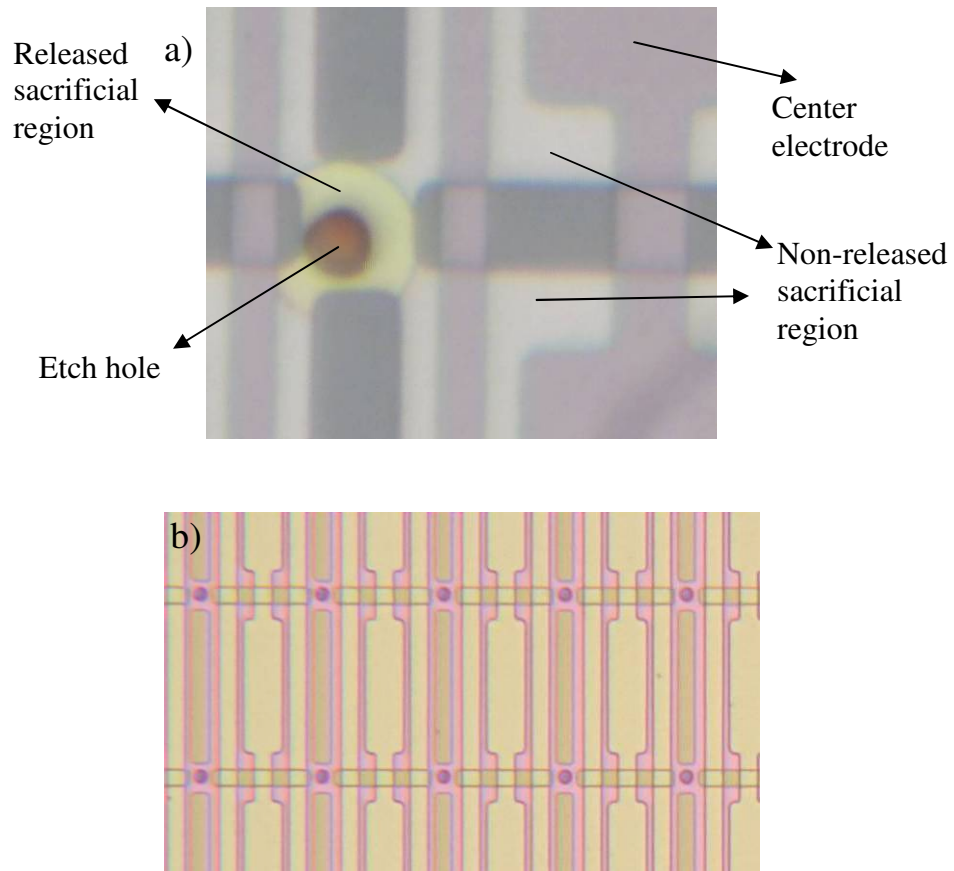 a)
Released
sacrificial
region
Center
electrode
Non-released
sacrificial
region
Etch hole
b)